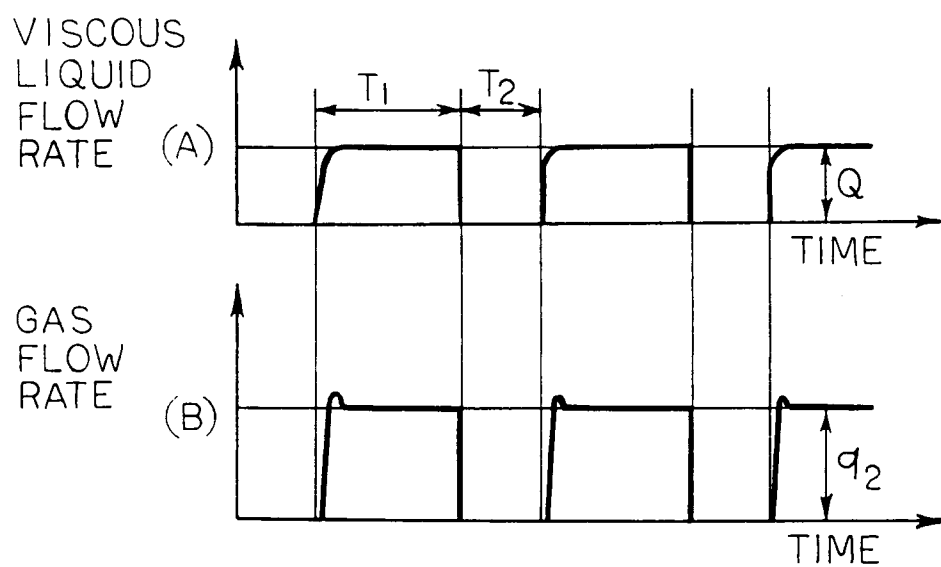 VISCOUS
LIQUID
FLOW
RATE
(A)
T1
T2
Q
TIME
GAS
FLOW
RATE
(B)
q2
TIME